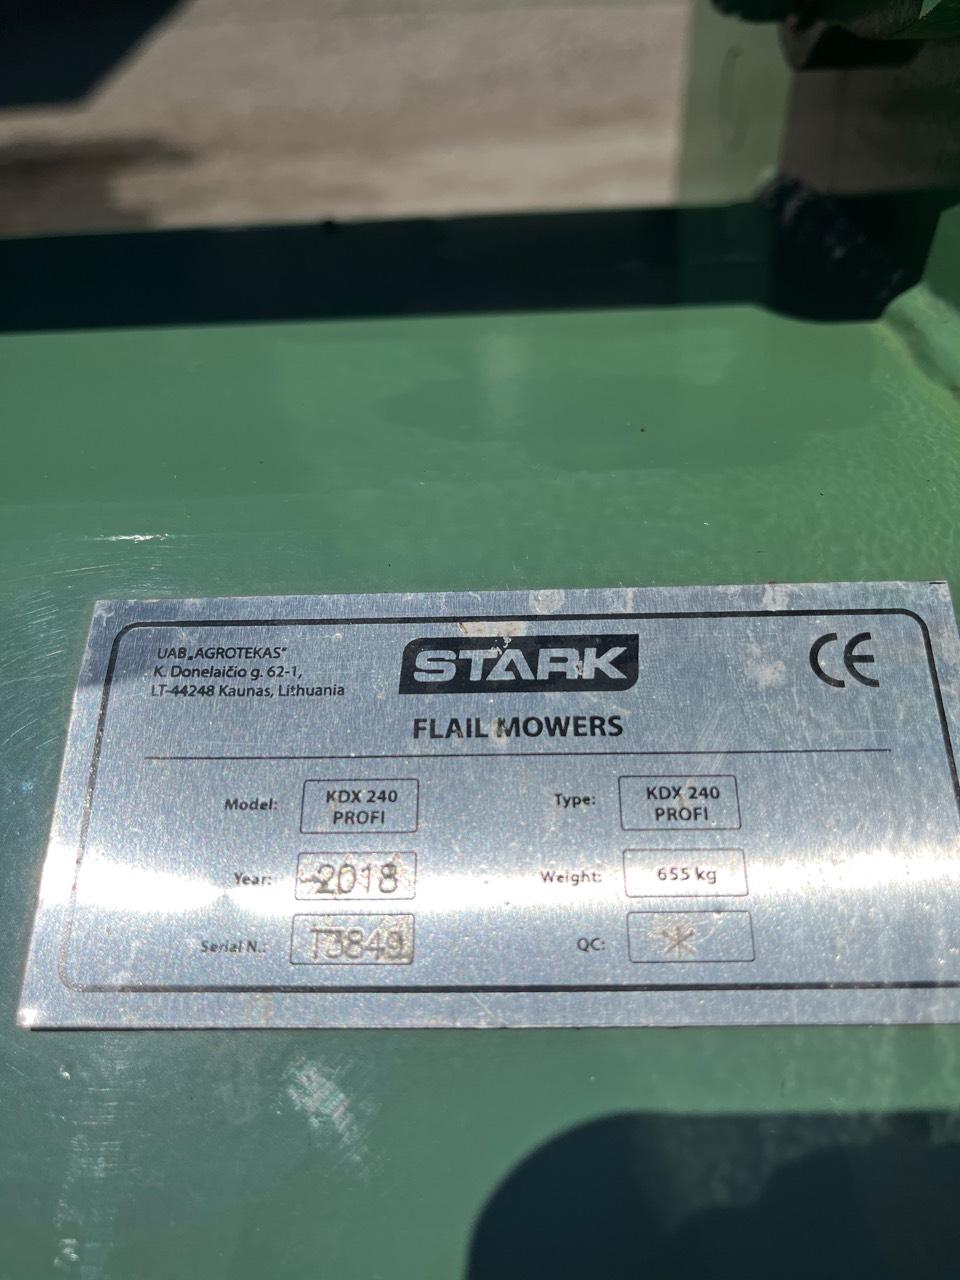 UAB„AGROTEKAS"
K. Donelaičio g. 62-1,
LT-44248 Kaunas, Lithuania
STARK
CE
FLAIL MOWERS
Model: KDX 240 PROFI
Type: KDX 240 PROFI
Year: 2018
Weight: 655 kg
Serial N.: TJ849
QC: